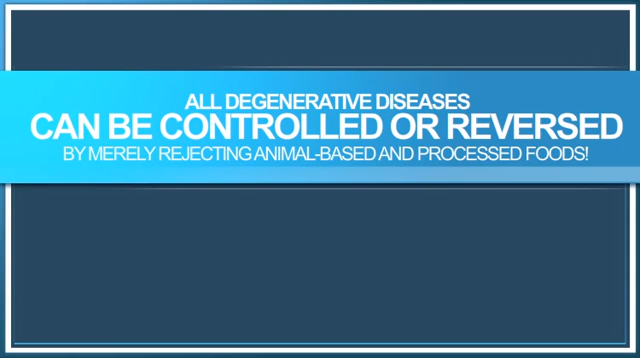 ALL DEGENERATIVE DISEASES
CAN BE CONTROLLED OR REVERSED
BY MERELY REJECTING ANIMAL-BASED AND PROCESSED FOODS!